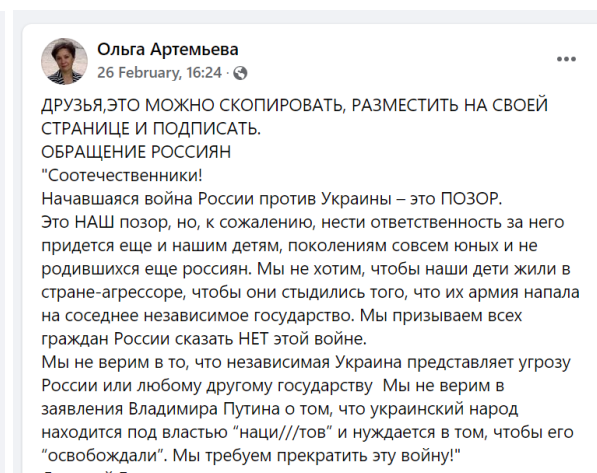 Ольга Артемьева
26 February, 16:24 ·
ДРУЗЬЯ,ЭТО МОЖНО СКОПИРОВАТЬ, РАЗМЕСТИТЬ НА СВОЕЙ
СТРАНИЦЕ И ПОДПИСАТЬ.
ОБРАЩЕНИЕ РОССИЯН
"Соотечественники!
Начавшаяся война России против Украины – это ПОЗОР.
Это НАШ позор, но, к сожалению, нести ответственность за него
придется еще и нашим детям, поколениям совсем юных и не
родившихся еще россиян. Мы не хотим, чтобы наши дети жили в
стране-агрессоре, чтобы они стыдились того, что их армия напала
на соседнее независимое государство. Мы призываем всех
граждан России сказать НЕТ этой войне.
Мы не верим в то, что независимая Украина представляет угрозу
России или любому другому государству  Мы не верим в
заявления Владимира Путина о том, что украинский народ
находится под властью “наци///тов” и нуждается в том, чтобы его
“освобождали”. Мы требуем прекратить эту войну!"